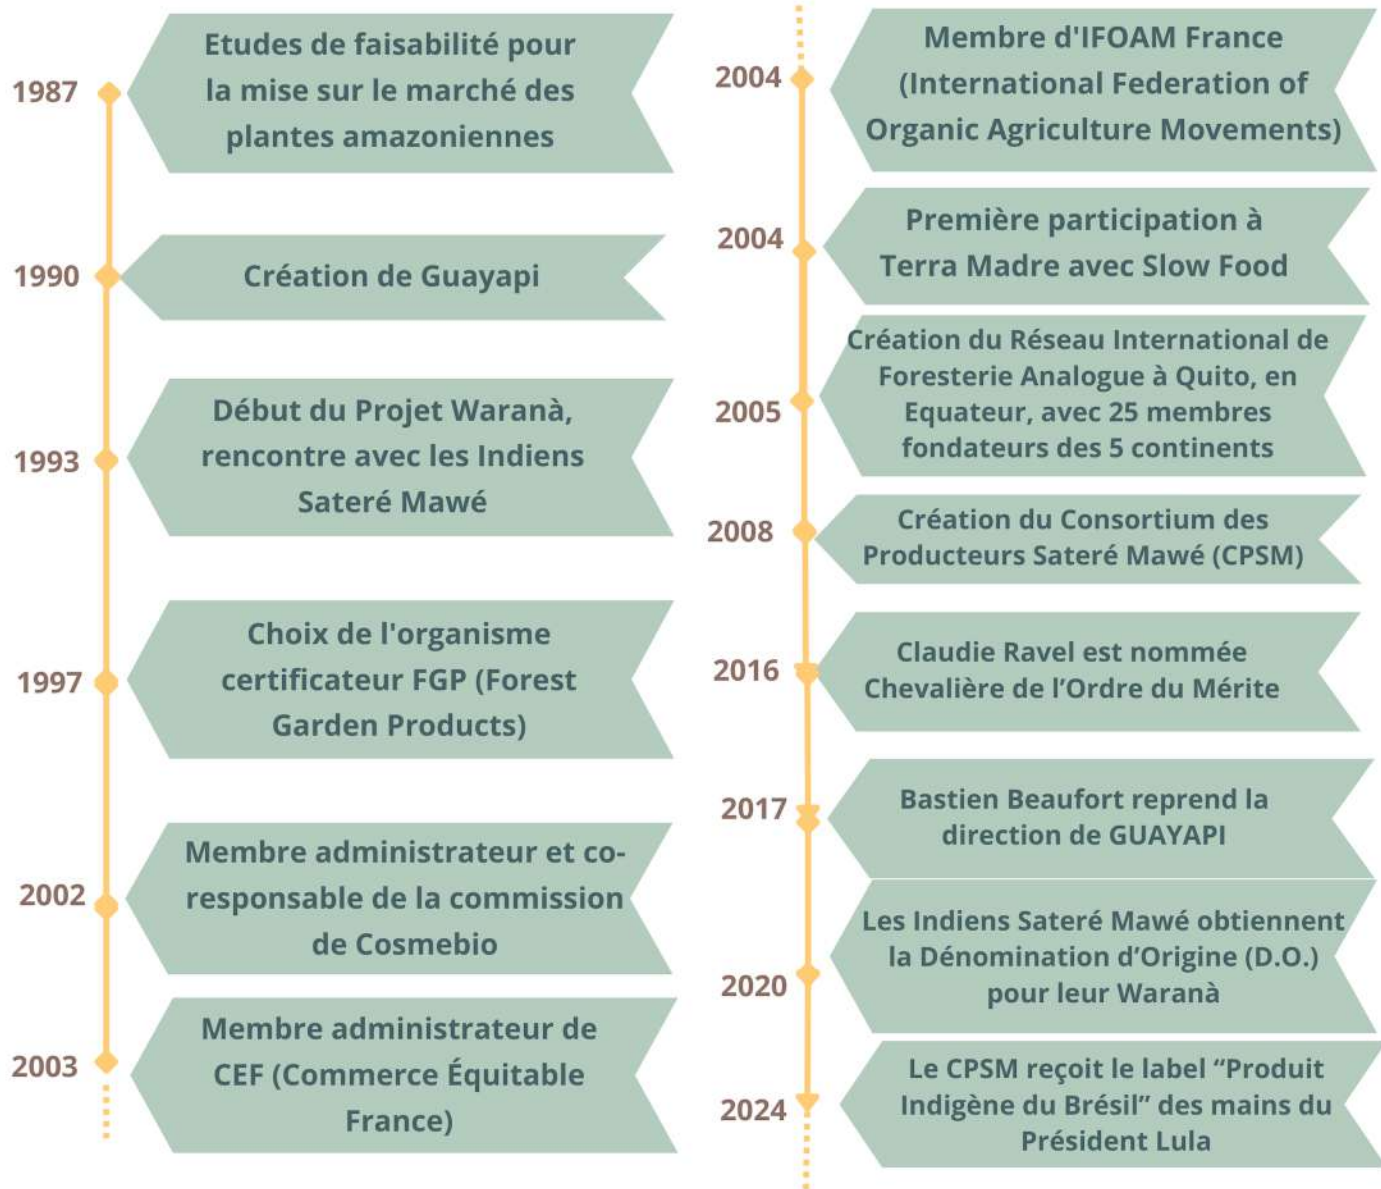 1987
Etudes de faisabilité pour
la mise sur le marché des
plantes amazoniennes
1990
Création de Guayapi
1993
Début du Projet Waranà,
rencontre avec les Indiens
Sateré Mawé
1997
Choix de l'organisme
certificateur FGP (Forest
Garden Products)
2002
Membre administrateur et co-
responsable de la commission
de Cosmebio
2003
Membre administrateur de
CEF (Commerce Équitable
France)
2004
Membre d'IFOAM France
(International Federation of
Organic Agriculture Movements)
2004
Première participation à
Terra Madre avec Slow Food
2005
Création du Réseau International de
Foresterie Analogue à Quito, en
Equateur, avec 25 membres
fondateurs des 5 continents
2008
Création du Consortium des
Producteurs Sateré Mawé (CPSM)
2016
Claudie Ravel est nommée
Chevalière de l’Ordre du Mérite
2017
Bastien Beaufort reprend la
direction de GUAYAPI
2020
Les Indiens Sateré Mawé obtiennent
la Dénomination d’Origine (D.O.)
pour leur Waranà
2024
Le CPSM reçoit le label “Produit
Indigène du Brésil” des mains du
Président Lula